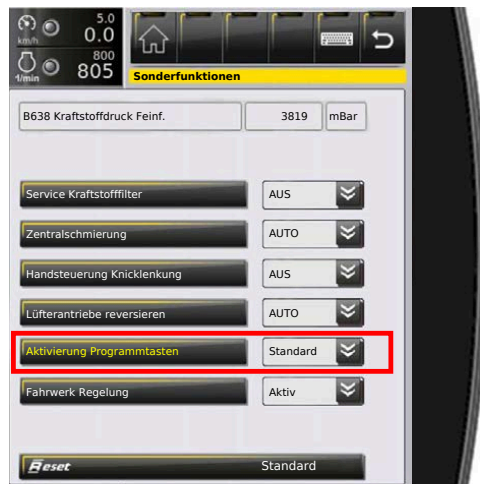 5.0
km/h 0.0
800
1/min 805
Sonderfunktionen
B638 Kraftstoffdruck Feinf. 3819 mBar
Service Kraftstofffilter AUS
Zentralschmierung AUTO
Handsteuerung Knicklenkung AUS
Lüfterantriebe reversieren AUTO
Aktivierung Programmtasten Standard
Fahrwerk Regelung Aktiv
Reset Standard